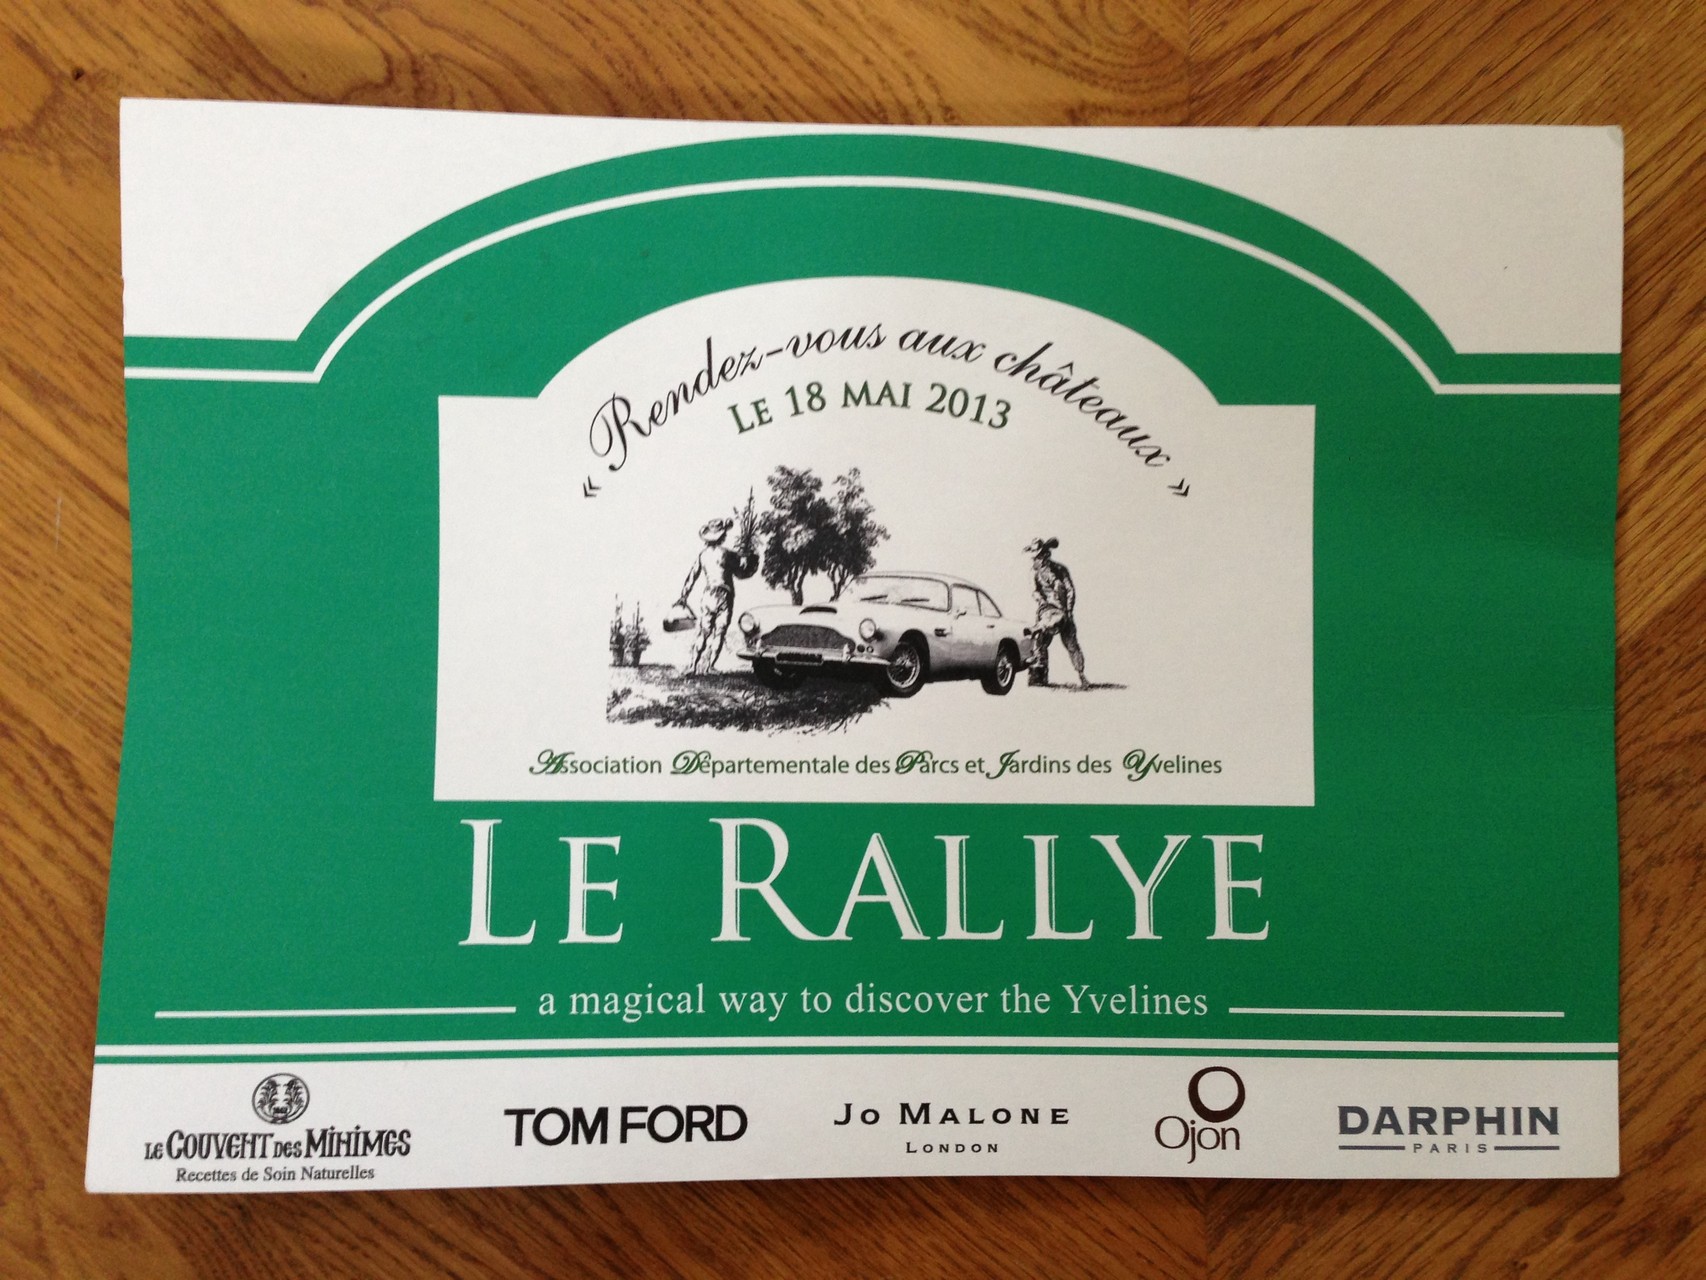 « Rendez-vous aux châteaux »
LE 18 MAI 2013
Association Départementale des Parcs et Jardins des Yvelines
LE RALLYE
a magical way to discover the Yvelines
LE COUVENT DES MINIMES
Recettes de Soin Naturelles
TOM FORD
JO MALONE
LONDON
Ojon
DARPHIN
PARIS